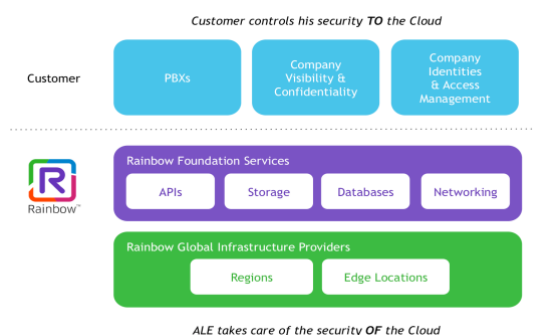 Customer controls his security TO the Cloud
Customer
PBXs
Company
Visibility &
Confidentiality
Company
Identities
& Access
Management
Rainbow Foundation Services
APIs
Storage
Databases
Networking
R
Rainbow™
Rainbow Global Infrastructure Providers
Regions
Edge Locations
ALE takes care of the security OF the Cloud